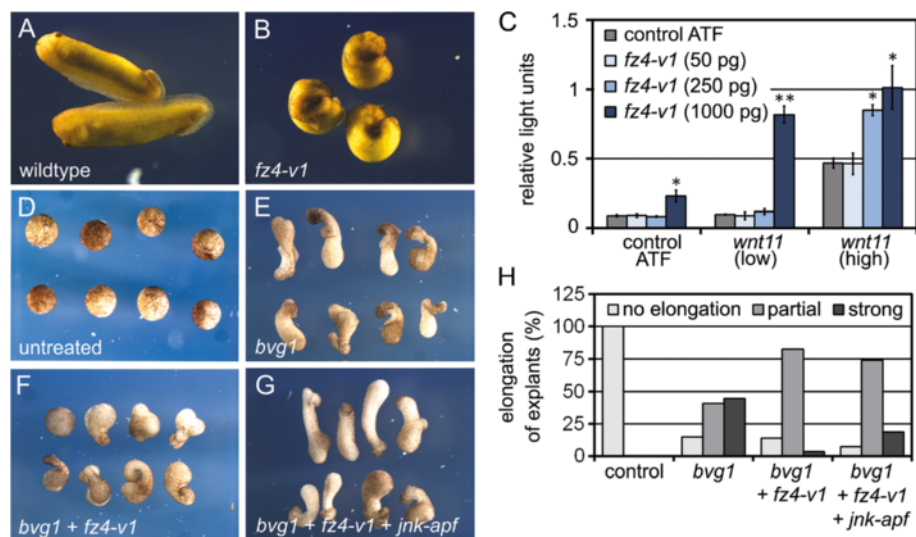 A
wildtype
B
fz4-v1
C
relative light units
1.5
1
0.5
0
control ATF
fz4-v1 (50 pg)
fz4-v1 (250 pg)
fz4-v1 (1000 pg)
*
**
*
*
control
ATF
wnt11
(low)
wnt11
(high)
D
untreated
E
bvg1
F
bvg1 + fz4-v1
G
bvg1 + fz4-v1 + jnk-apf
H
elongation
of explants (%)
125
100
75
50
25
0
no elongation
partial
strong
control
bvg1
bvg1
+ fz4-v1
bvg1
+ fz4-v1
+ jnk-apf